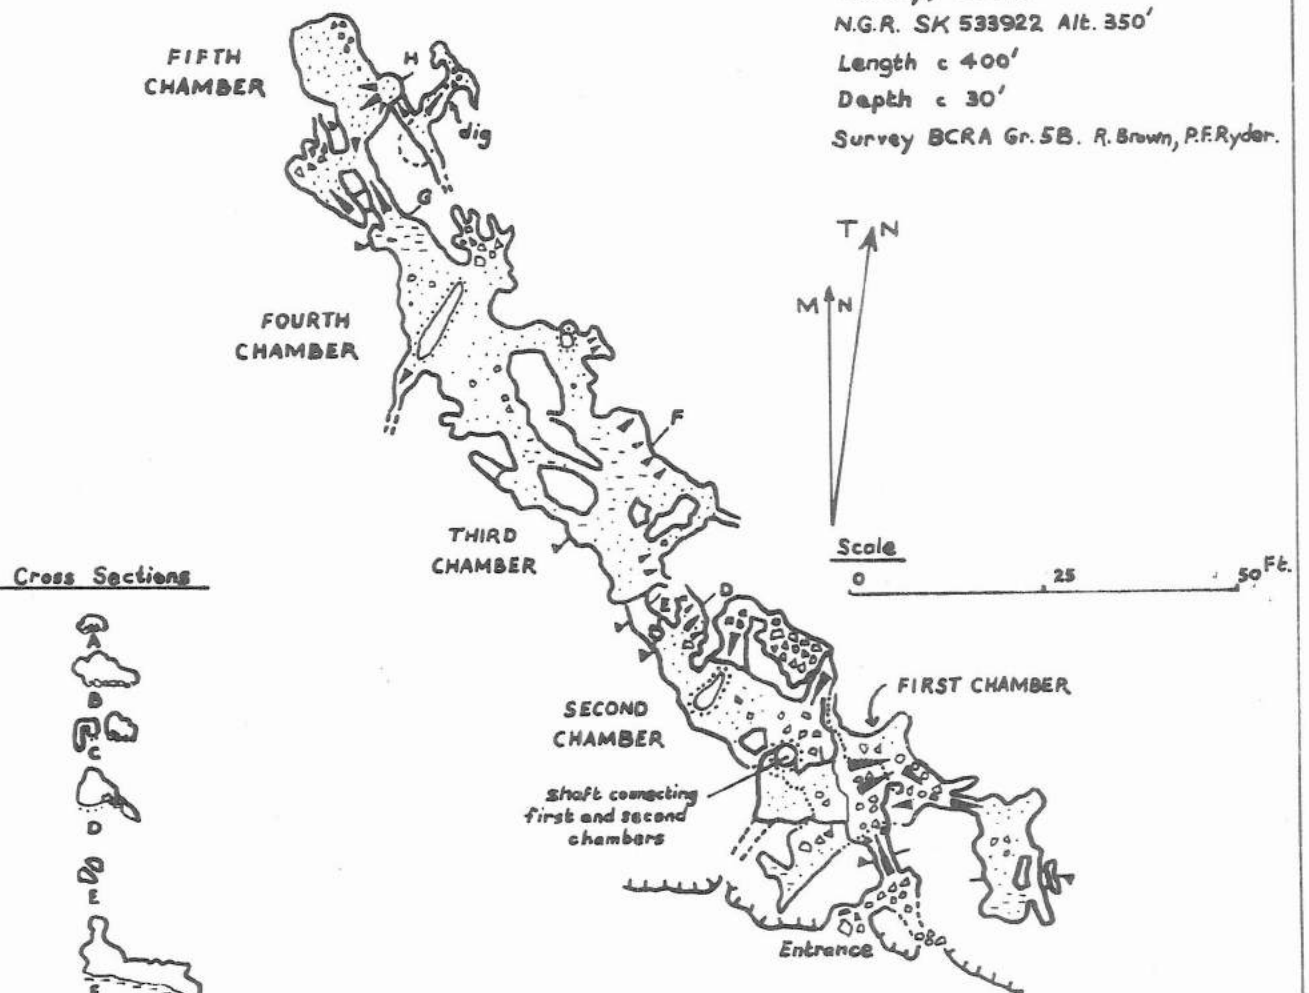 N.G.R. SK 533922 Alt. 350'
Length c 400'
Depth c 30'
Survey BCRA Gr. 5B. R. Brown, P.F. Ryder.
FIFTH
CHAMBER
H
dig
G
T N
M N
FOURTH
CHAMBER
F
THIRD
CHAMBER
Scale
0 25 50 Ft.
Cross Sections
A
B
C
D
E
F
E
D
FIRST CHAMBER
SECOND
CHAMBER
Shaft connecting
first and second
chambers
Entrance